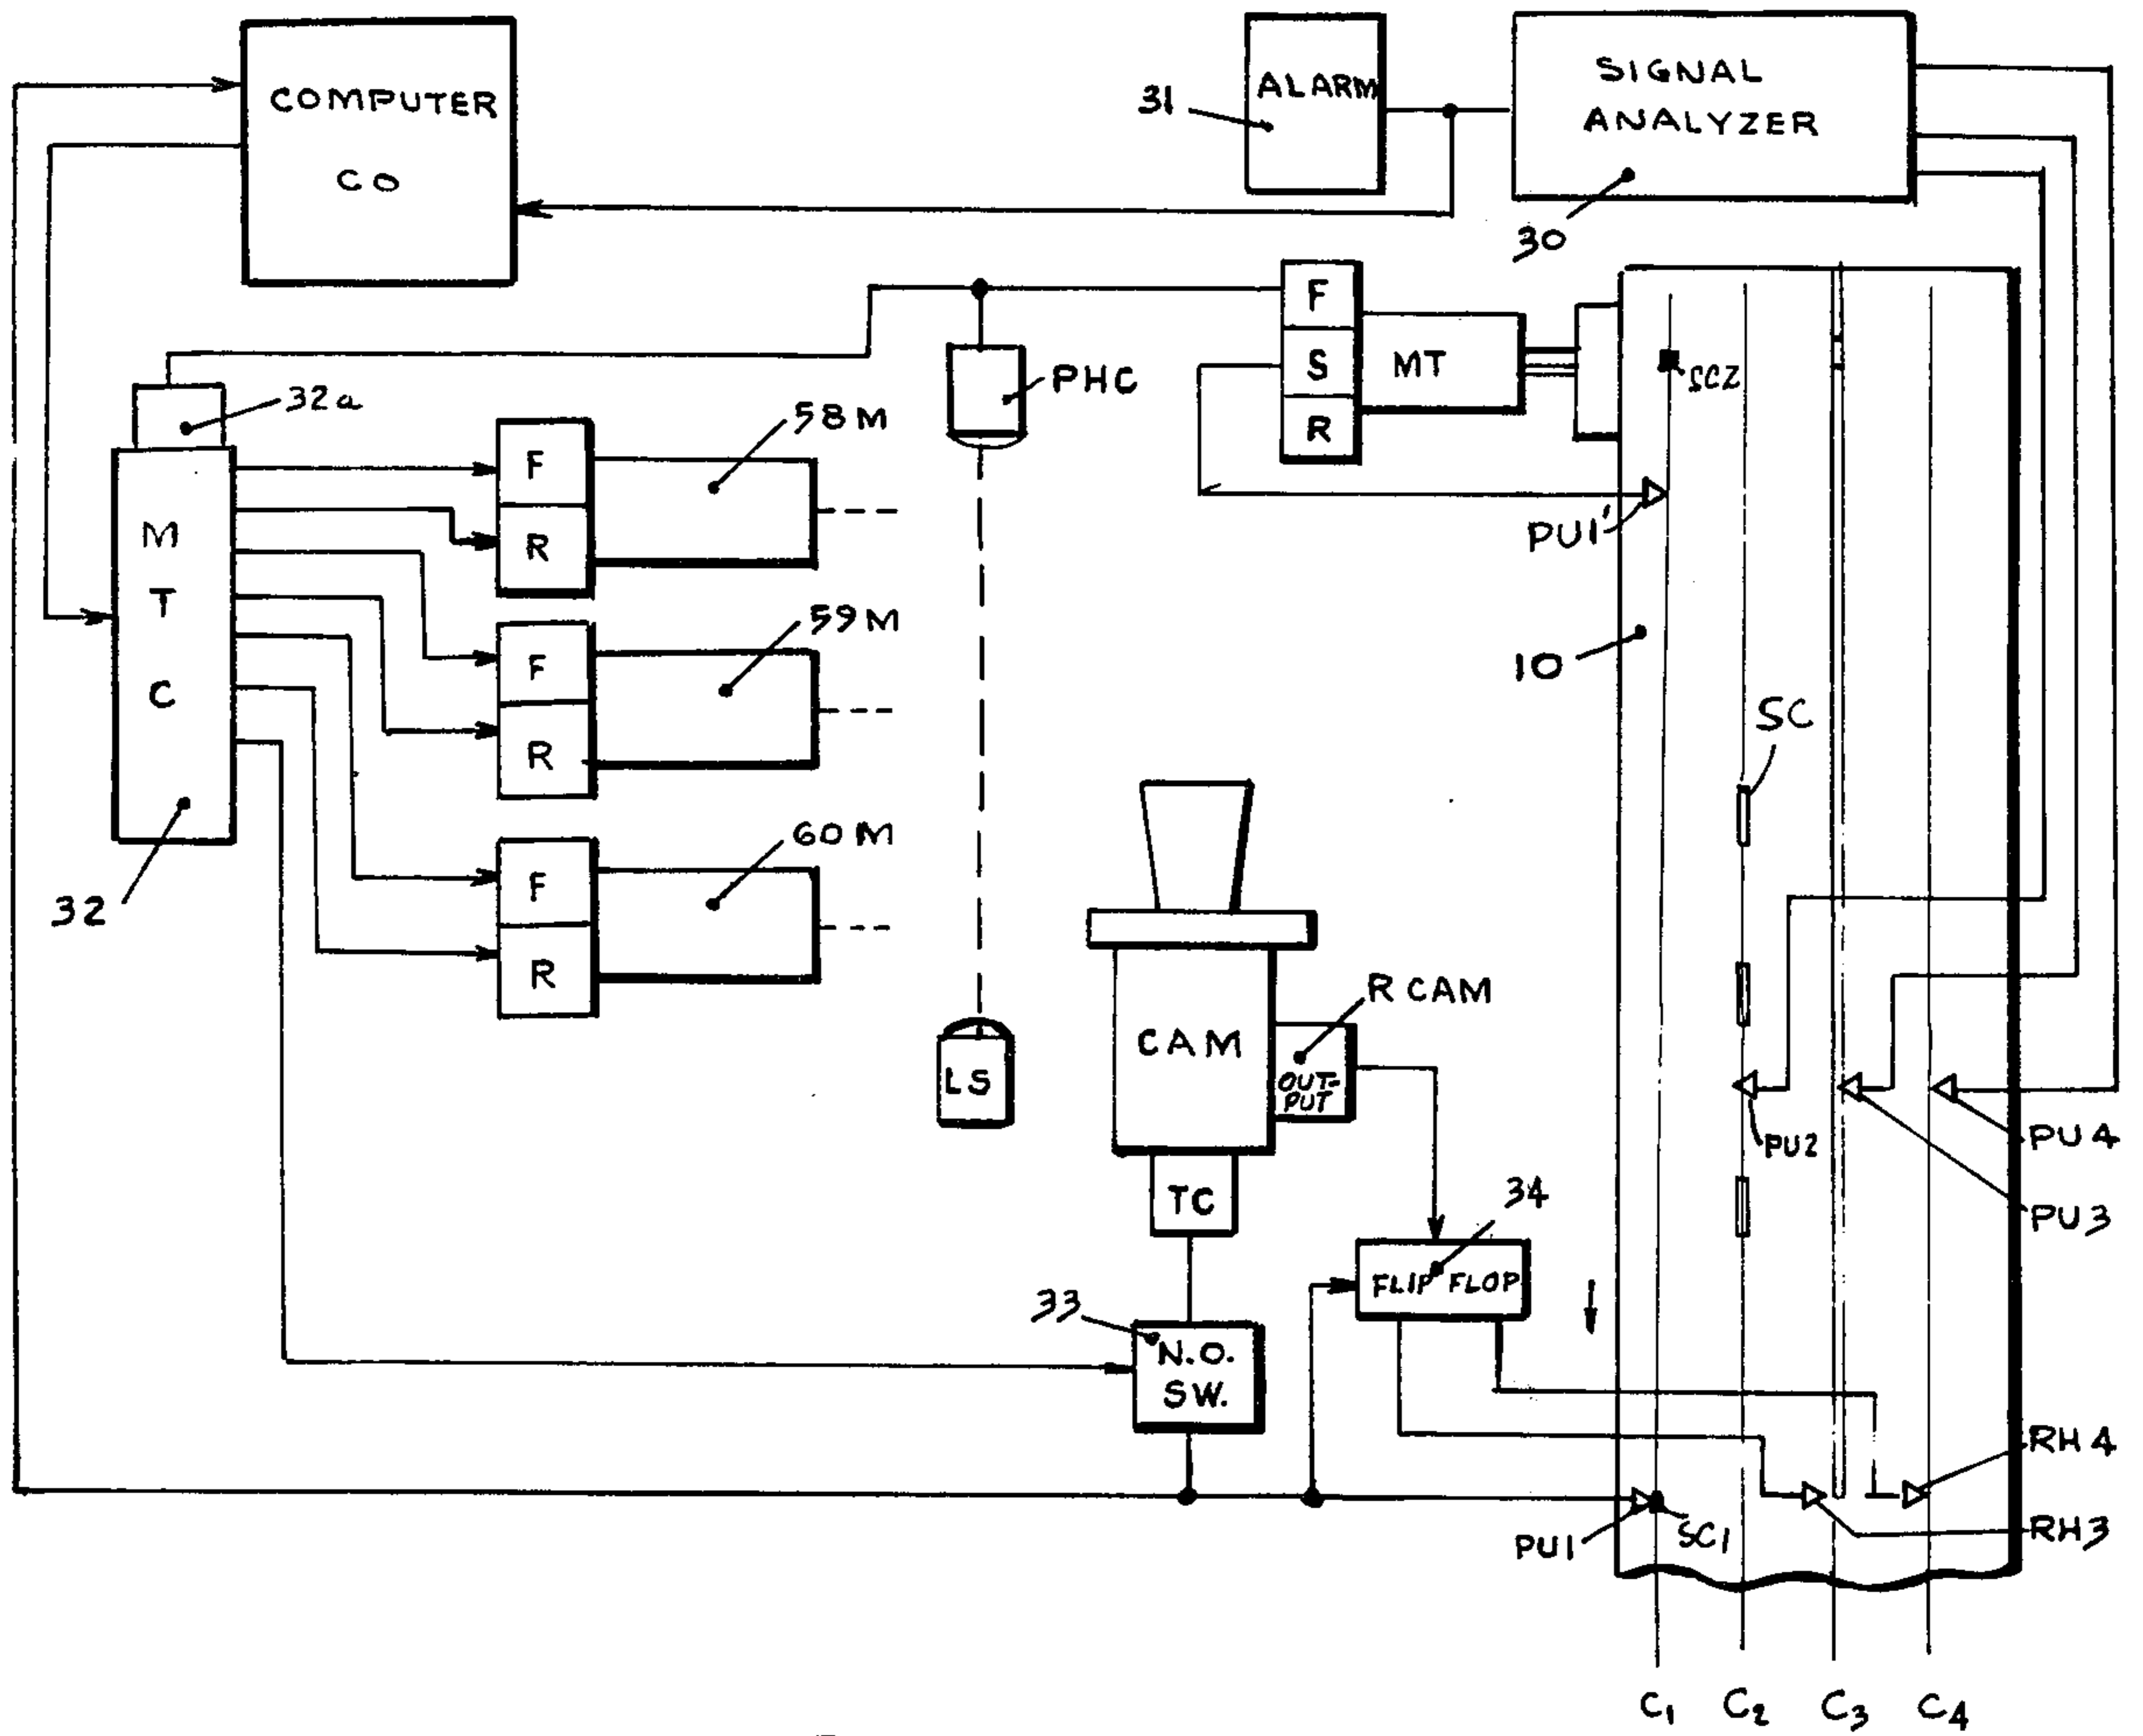 COMPUTER
CO
ALARM
31
SIGNAL
ANALYZER
30
F
S
R
MT
SC2
PHC
32a
58M
F
R
PU1'
M
T
C
59M
F
R
10
SC
60M
F
R
32
R CAM
CAM
OUT-
PUT
LS
PU2
PU4
TC
34
PU3
FLIP FLOP
33
N.O.
SW.
RH4
PU1
SC1
RH3
C1
C2
C3
C4